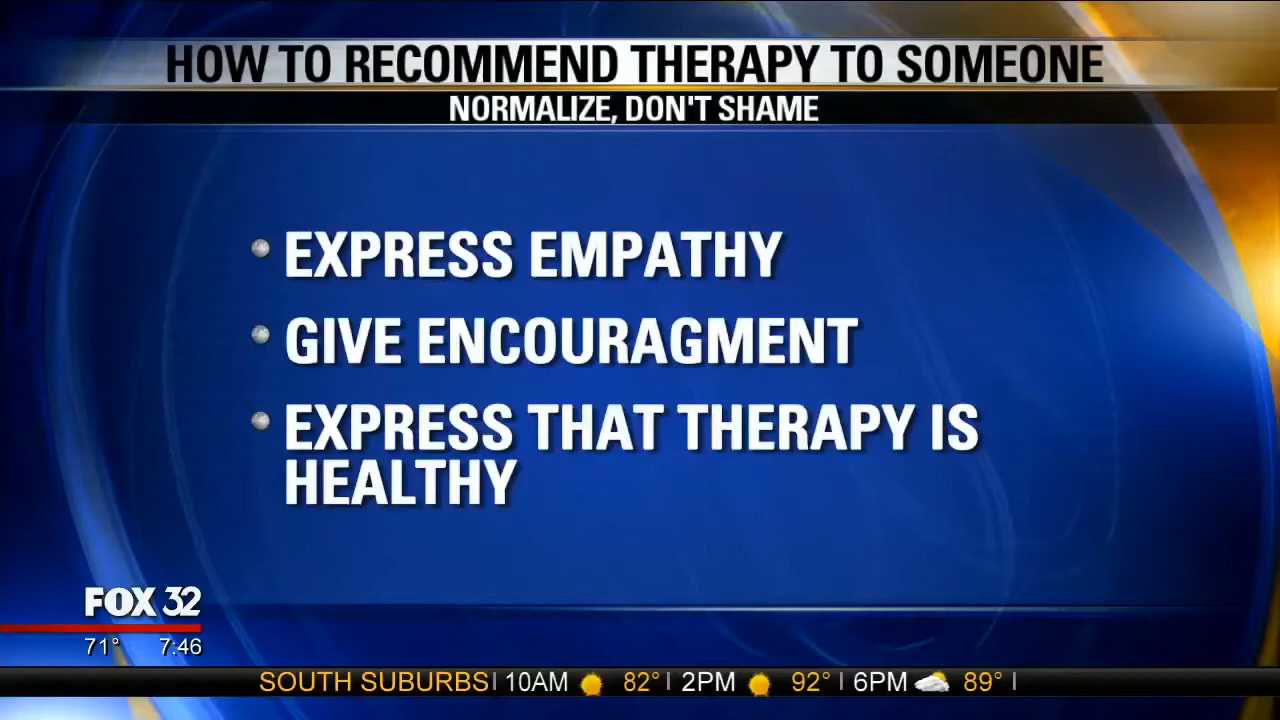 HOW TO RECOMMEND THERAPY TO SOMEONE
NORMALIZE, DON'T SHAME
• EXPRESS EMPATHY
• GIVE ENCOURAGMENT
• EXPRESS THAT THERAPY IS
HEALTHY
FOX 32
71° 7:46
SOUTH SUBURBS | 10AM 82° | 2PM 92° | 6PM 89° |